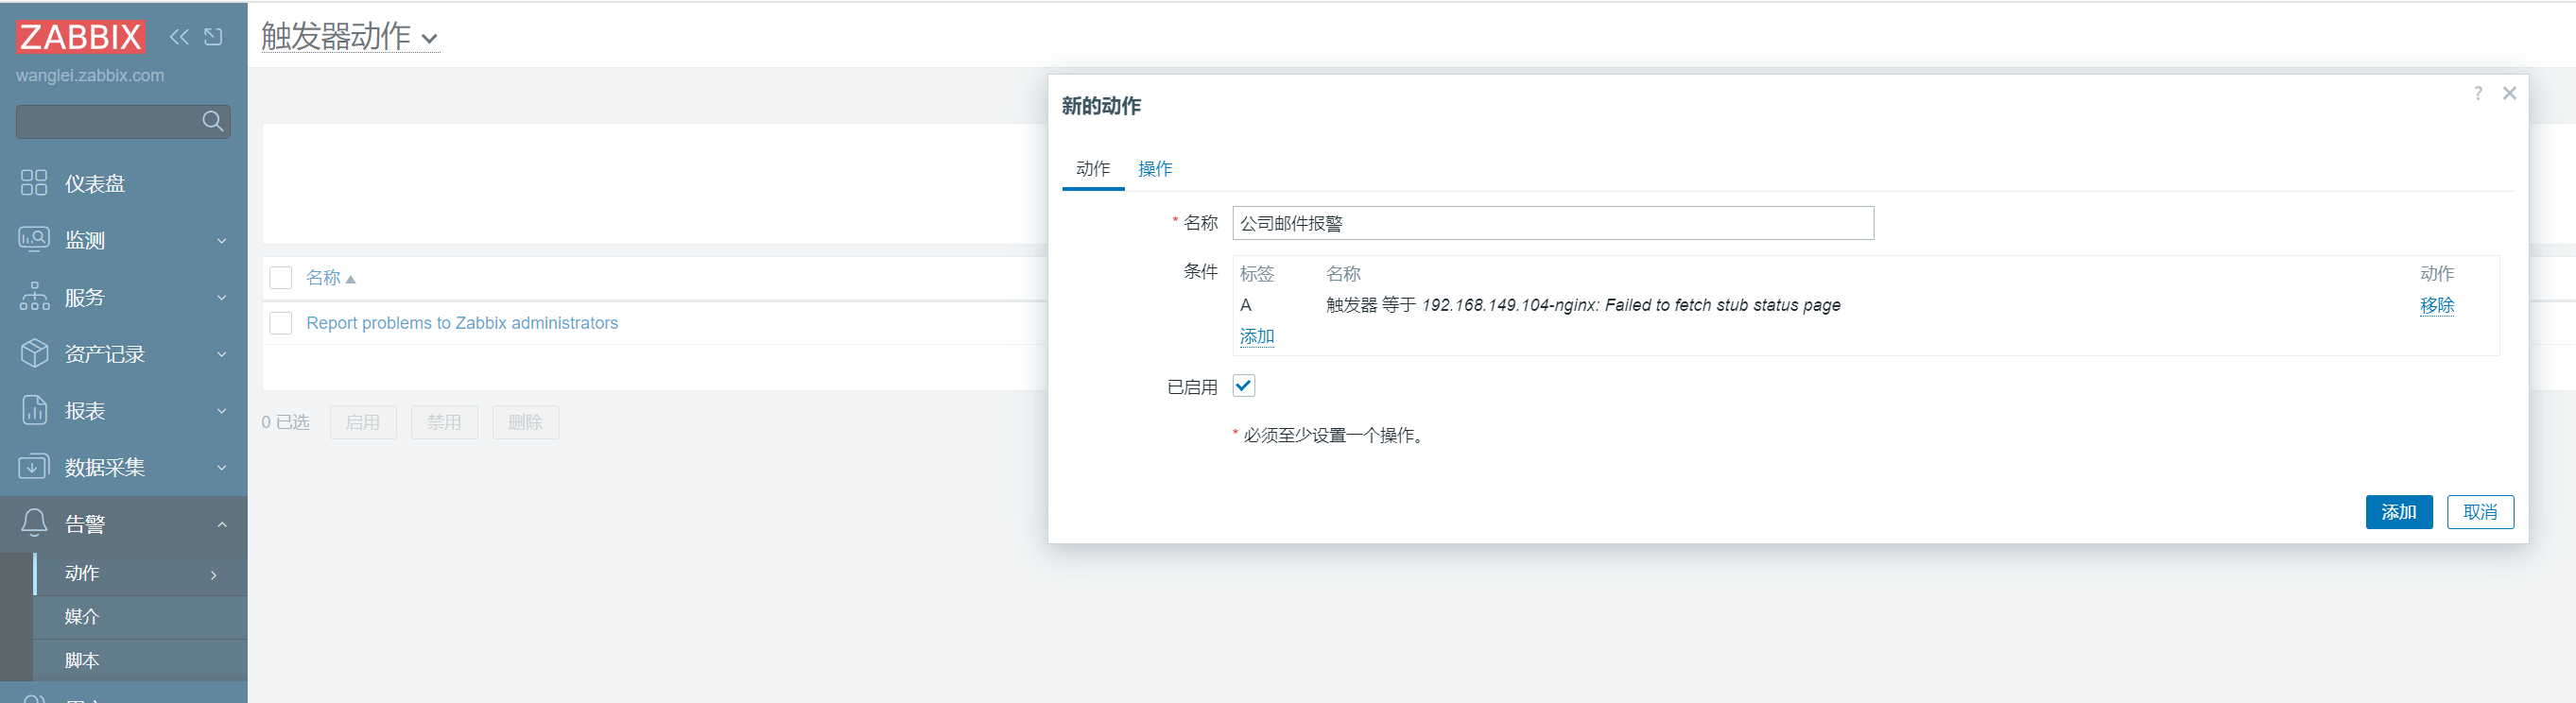 ZABBIX
wanglei.zabbix.com
仪表盘
监测
服务
资产记录
报表
数据采集
告警
动作
媒介
脚本
触发器动作
名称
Report problems to Zabbix administrators
0 已选 启用 禁用 删除
新的动作
?
动作 操作
* 名称 公司邮件报警
条件 标签 名称 动作
A 触发器 等于 192.168.149.104-nginx: Failed to fetch stub status page 移除
添加
已启用
* 必须至少设置一个操作。
添加 取消